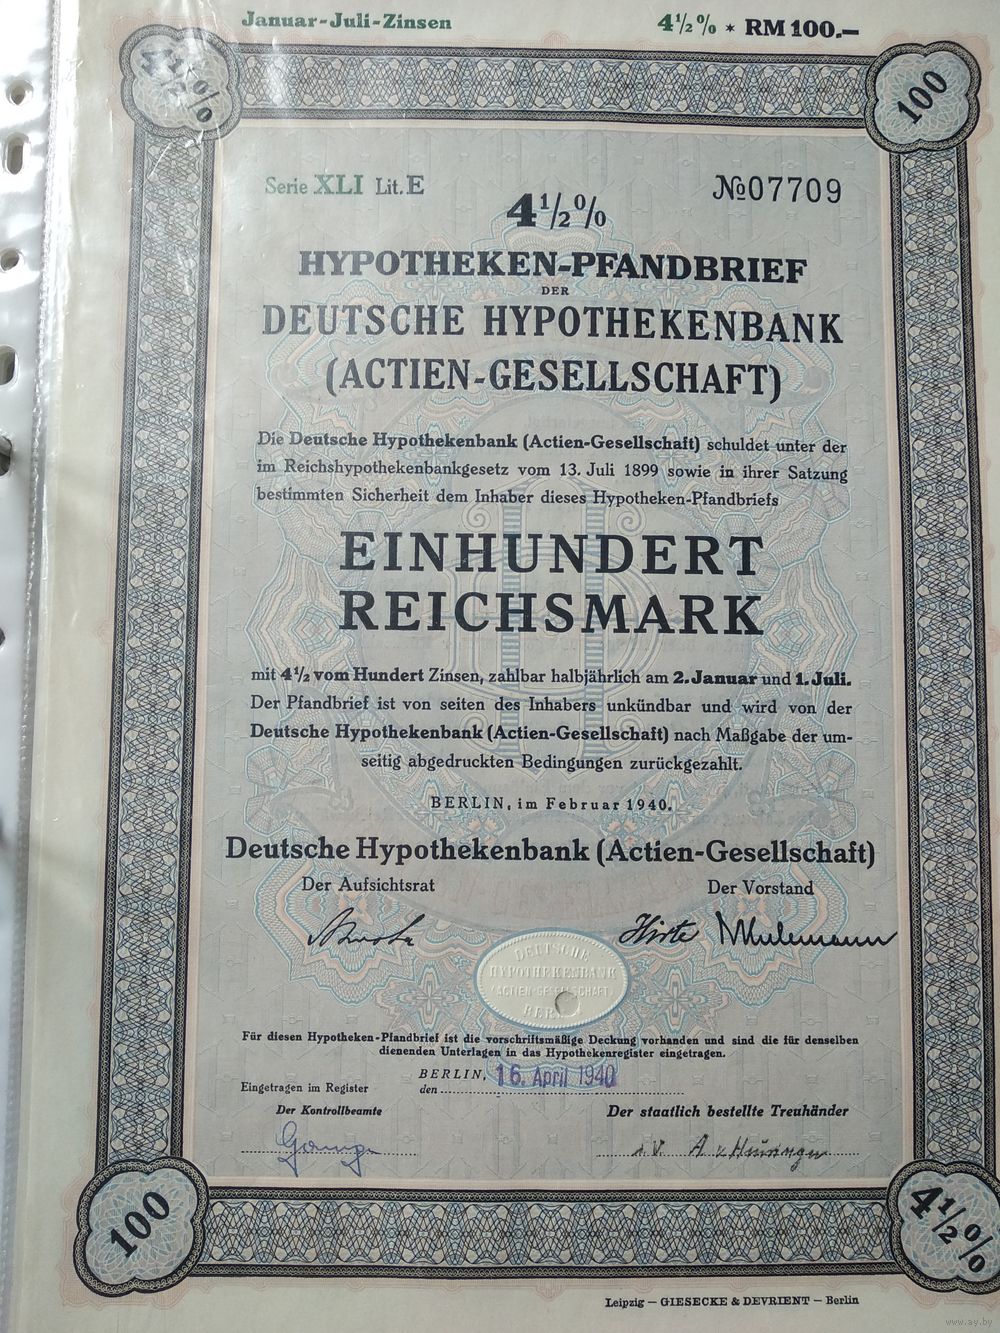 Januar-Juli-Zinsen 4½% * RM 100.—
4½% 100
Serie XLI Lit. E №07709
4½%
HYPOTHEKEN-PFANDBRIEF
DER
DEUTSCHE HYPOTHEKENBANK
(ACTIEN-GESELLSCHAFT)
Die Deutsche Hypothekenbank (Actien-Gesellschaft) schuldet unter der
im Reichshypothekenbankgesetz vom 13. Juli 1899 sowie in ihrer Satzung
bestimmten Sicherheit dem Inhaber dieses Hypotheken-Pfandbriefs
EINHUNDERT
REICHSMARK
mit 4½ vom Hundert Zinsen, zahlbar halbjährlich am 2. Januar und 1. Juli.
Der Pfandbrief ist von seiten des Inhabers unkündbar und wird von der
Deutsche Hypothekenbank (Actien-Gesellschaft) nach Maßgabe der um-
seitig abgedruckten Bedingungen zurückgezahlt.
BERLIN, im Februar 1940.
Deutsche Hypothekenbank (Actien-Gesellschaft)
Der Aufsichtsrat Der Vorstand
Hirte
DEUTSCHE
HYPOTHEKENBANK
(ACTIEN-GESELLSCHAFT)
Für diesen Hypotheken-Pfandbrief ist die vorschriftsmäßige Deckung vorhanden und sind die für denselben
dienenden Unterlagen in das Hypothekenregister eingetragen.
BERLIN,
den 16. April 1940
Eingetragen im Register
Der Kontrollbeamte Der staatlich bestellte Treuhänder
100 4½%
Leipzig — GIESECKE & DEVRIENT — Berlin
www.ay.by